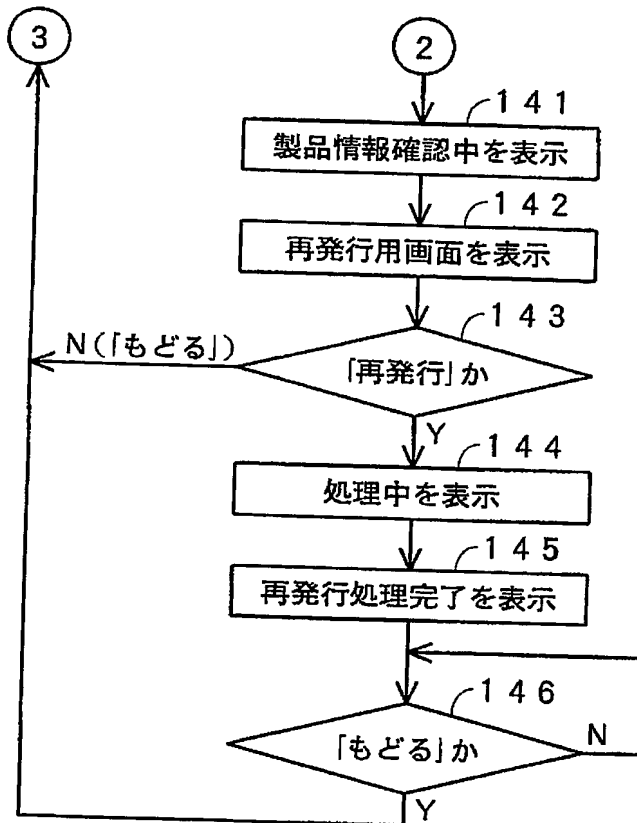 3
2
141
製品情報確認中を表示
142
再発行用画面を表示
143
N(「もどる」)
「再発行」か
Y
144
処理中を表示
145
再発行処理完了を表示
146
「もどる」か
N
Y